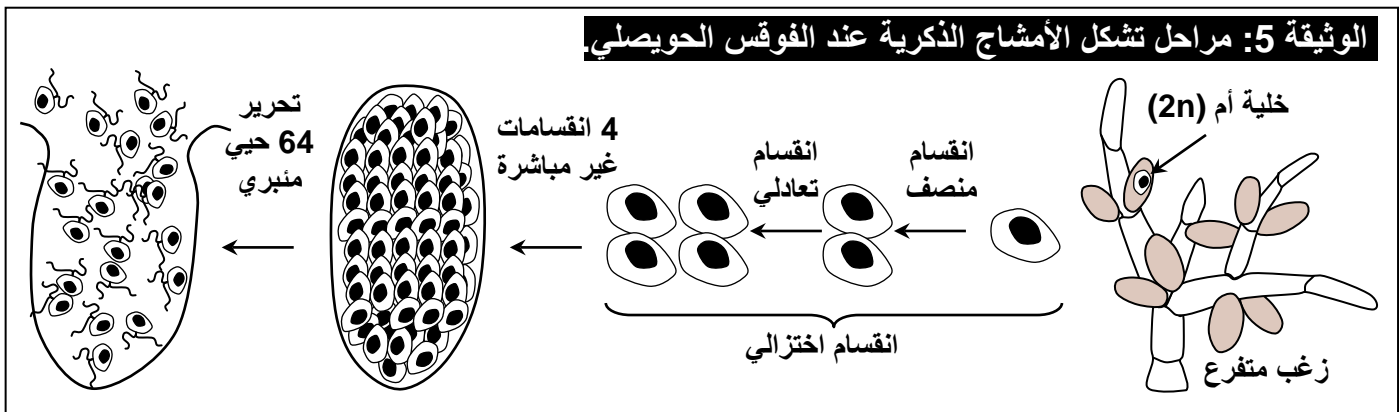 الوثيقة 5: مراحل تشكل الأمشاج الذكرية عند الفوقس الحويصلي.
خلية أم (2n)
زغب متفرع
انقسام
منصف
انقسام
تعادلي
انقسام اختزالي
4 انقسامات
غير مباشرة
تحرير
64 حيي
مئبري